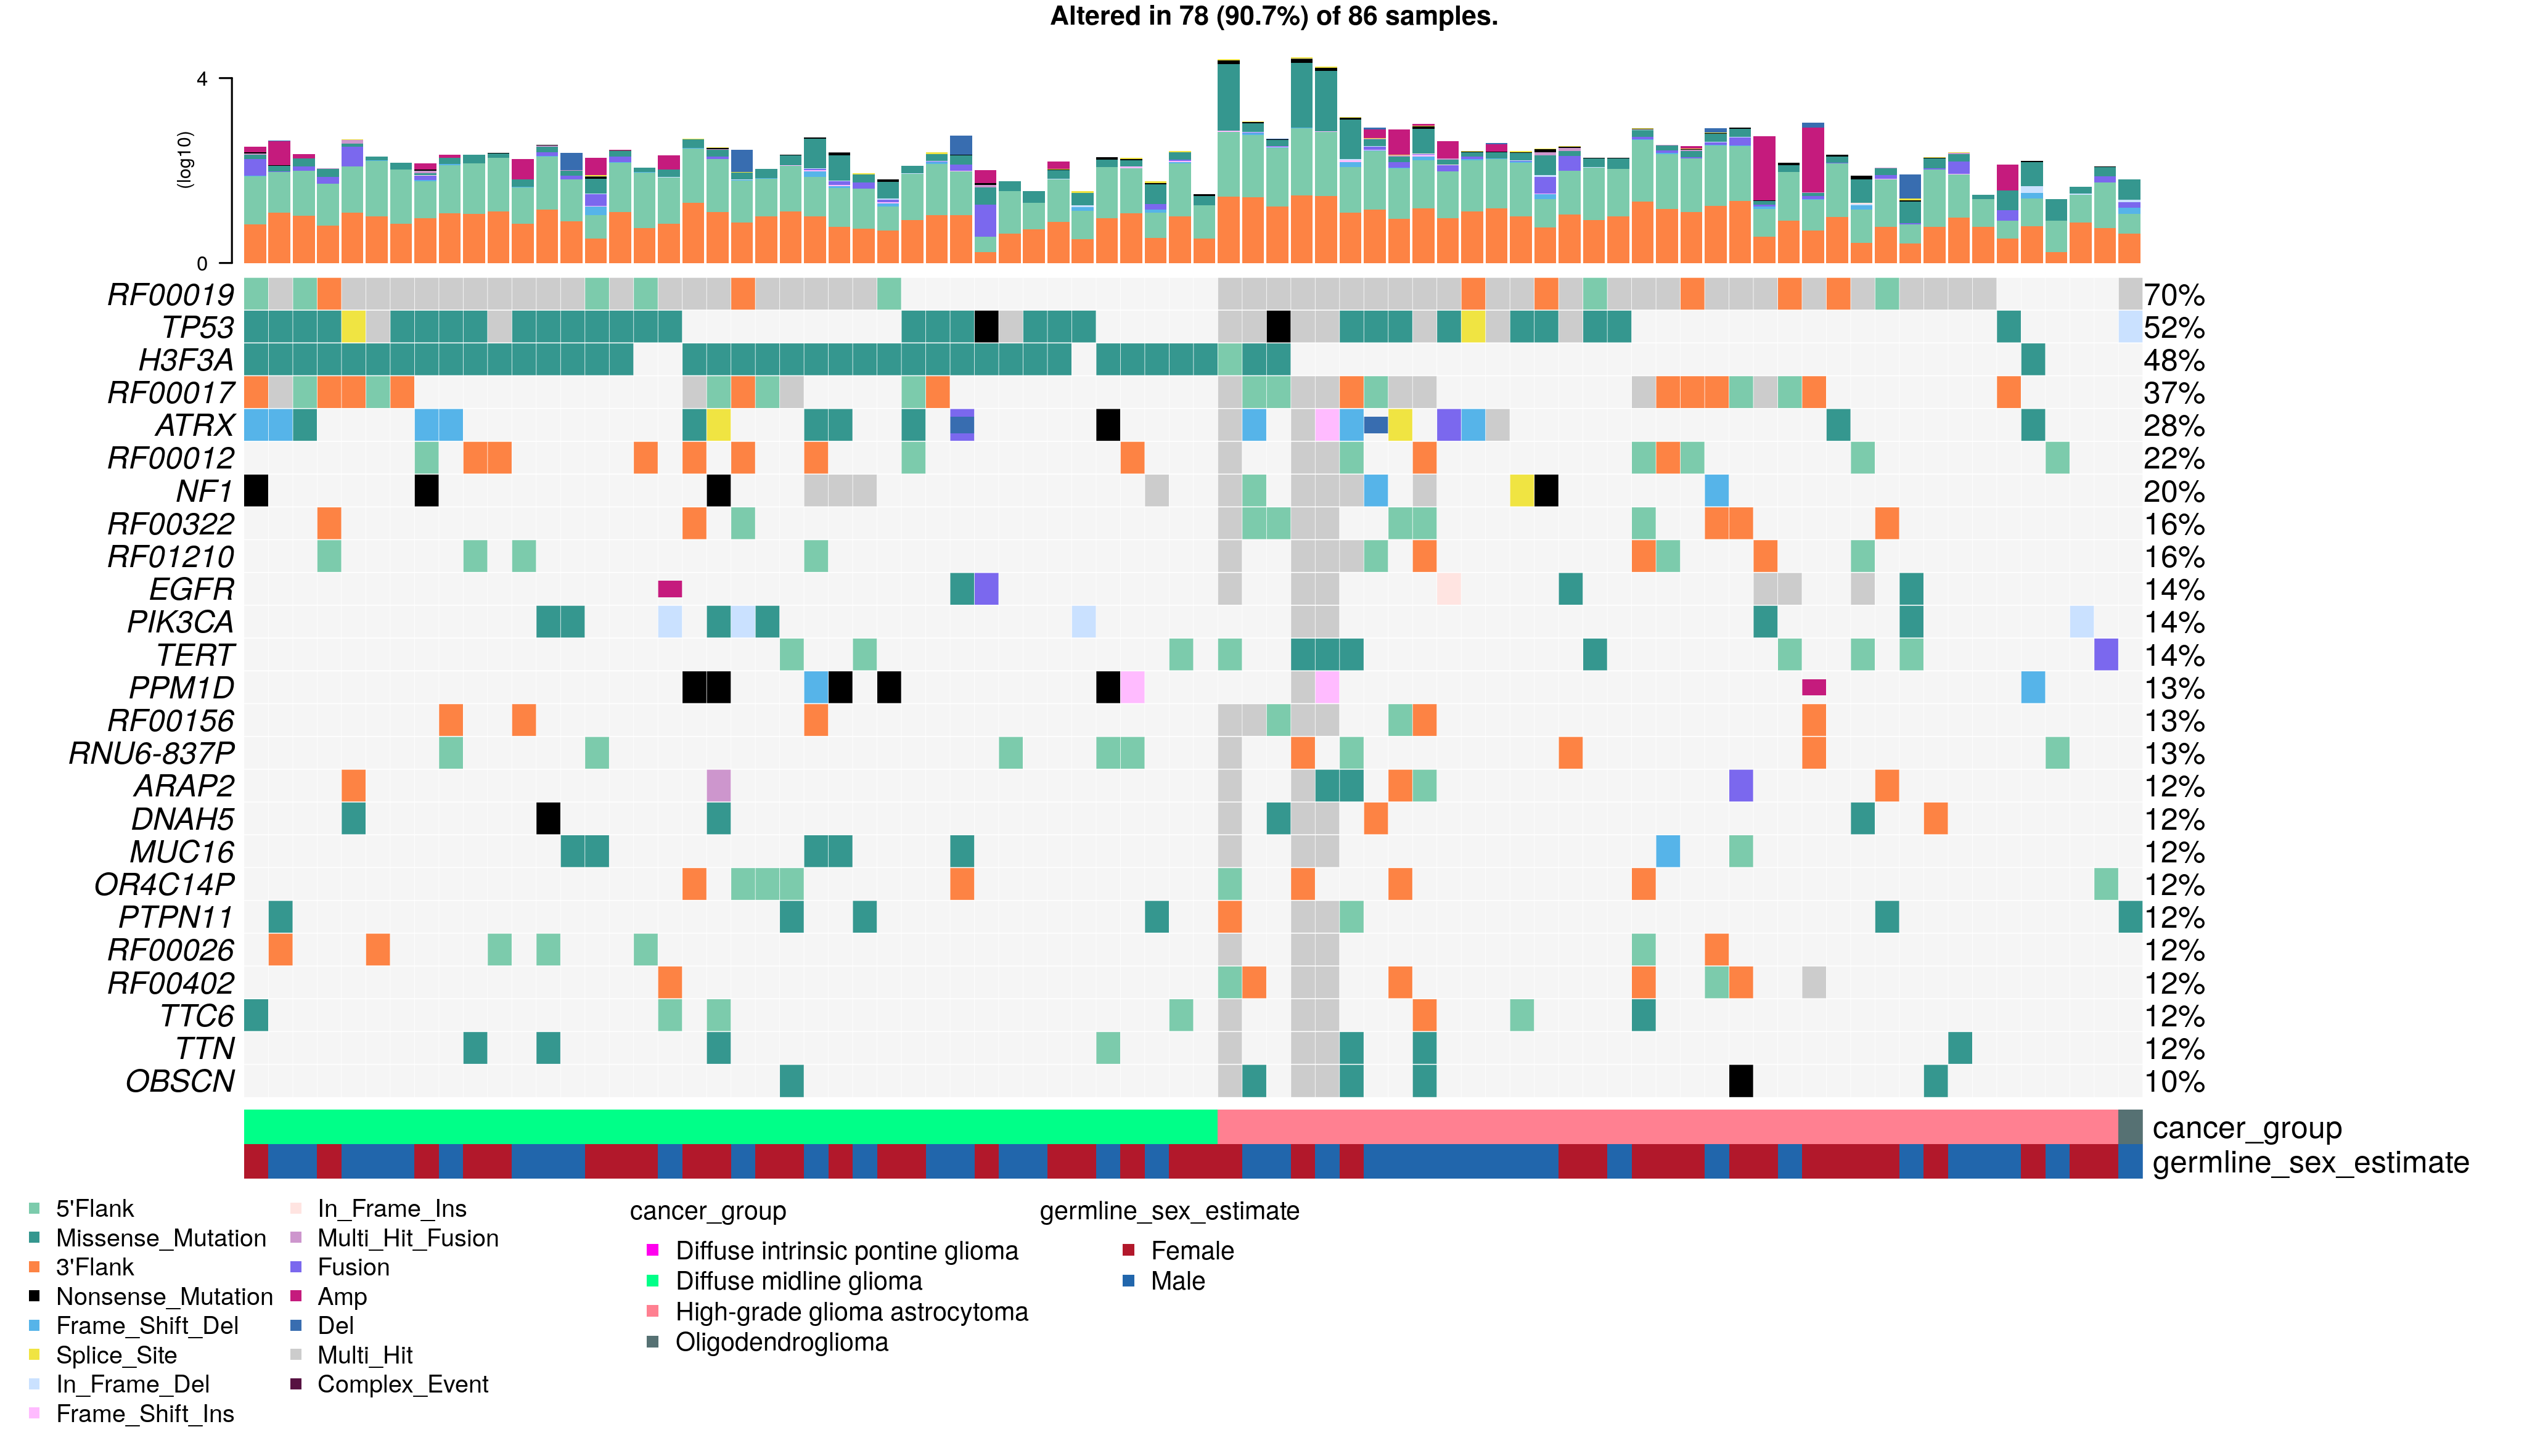 Altered in 78 (90.7%) of 86 samples.
4
(log10)
0
RF00019 70%
TP53 52%
H3F3A 48%
RF00017 37%
ATRX 28%
RF00012 22%
NF1 20%
RF00322 16%
RF01210 16%
EGFR 14%
PIK3CA 14%
TERT 14%
PPM1D 13%
RF00156 13%
RNU6-837P 13%
ARAP2 12%
DNAH5 12%
MUC16 12%
OR4C14P 12%
PTPN11 12%
RF00026 12%
RF00402 12%
TTC6 12%
TTN 12%
OBSCN 10%
cancer_group
germline_sex_estimate
5'Flank
Missense_Mutation
3'Flank
Nonsense_Mutation
Frame_Shift_Del
Splice_Site
In_Frame_Del
Frame_Shift_Ins
In_Frame_Ins
Multi_Hit_Fusion
Fusion
Amp
Del
Multi_Hit
Complex_Event
cancer_group
Diffuse intrinsic pontine glioma
Diffuse midline glioma
High-grade glioma astrocytoma
Oligodendroglioma
germline_sex_estimate
Female
Male